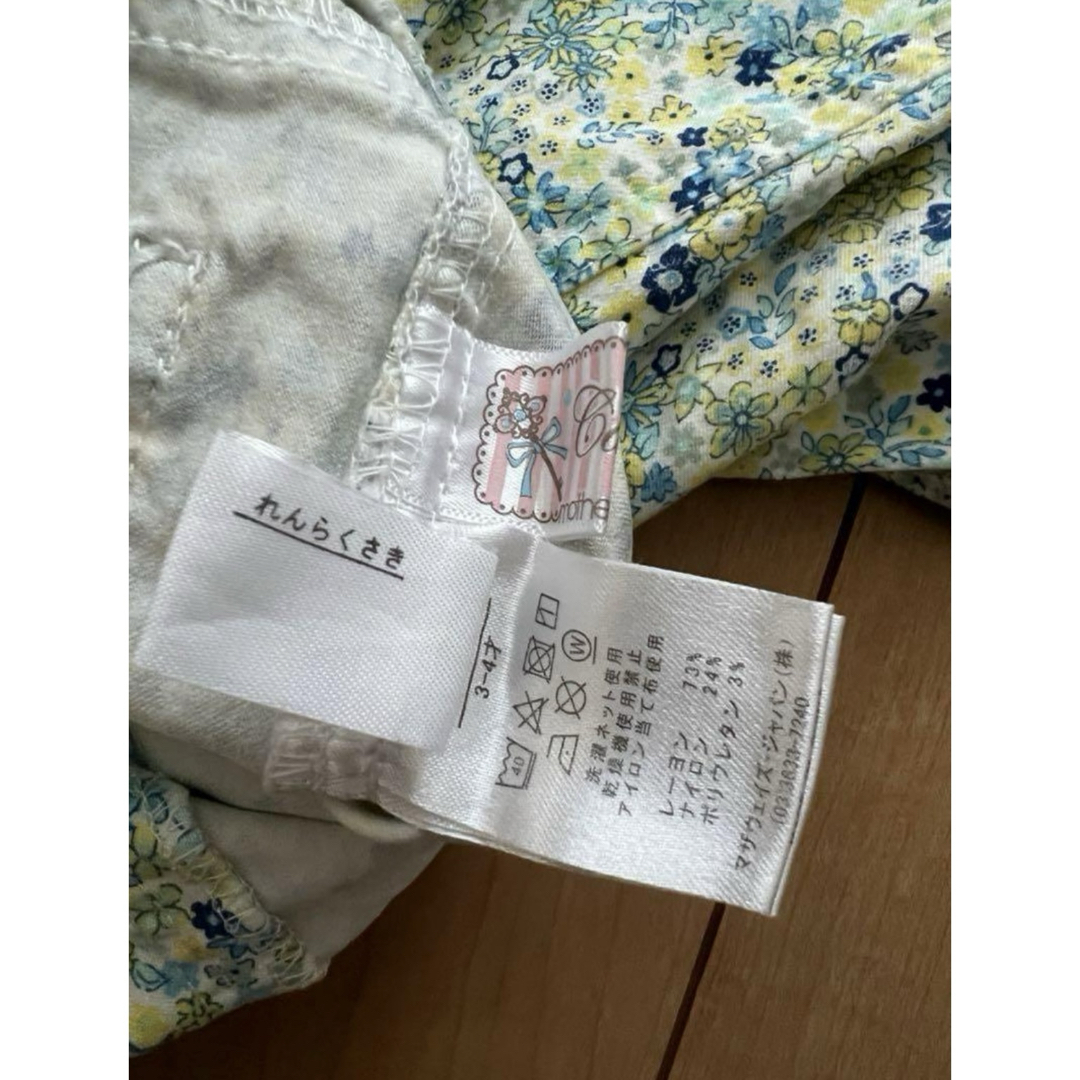 れんらくさき
3-4才
40
W
洗濯ネット使用
乾燥機使用禁止
アイロン当て布使用
レーヨン 73%
ナイロン 24%
ポリウレタン 3%
マザウェイズ・ジャパン(株)
mothe